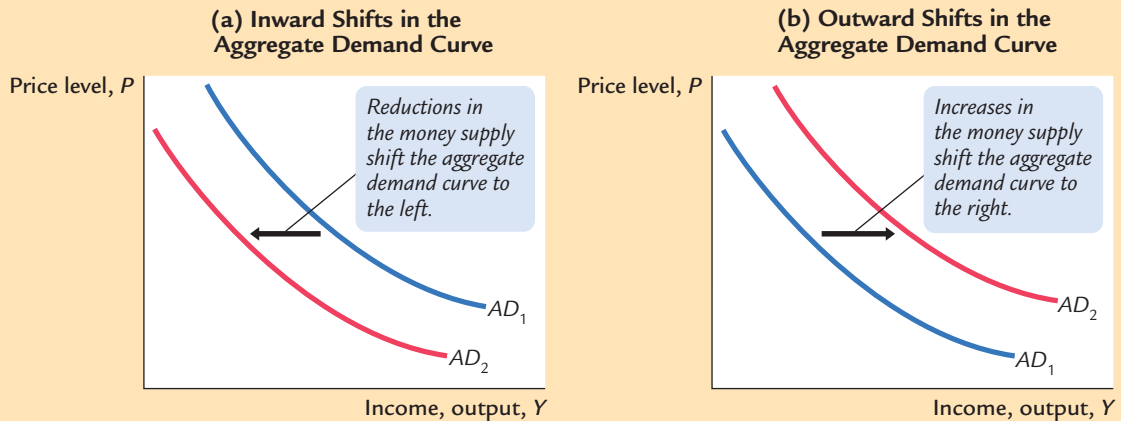 (a) Inward Shifts in the
Aggregate Demand Curve
Price level, P
Reductions in
the money supply
shift the aggregate
demand curve to
the left.
AD₁
AD₂
Income, output, Y
(b) Outward Shifts in the
Aggregate Demand Curve
Price level, P
Increases in
the money supply
shift the aggregate
demand curve to
the right.
AD₂
AD₁
Income, output, Y